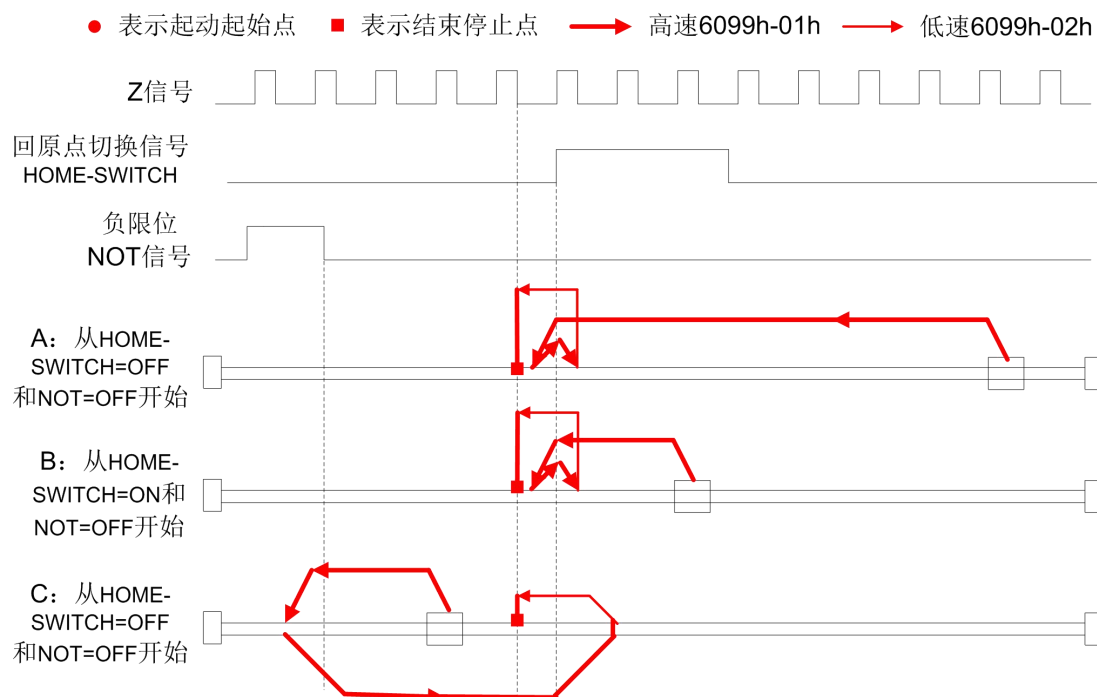 表示起动起始点 表示结束停止点 高速6099h-01h 低速6099h-02h
Z信号
回原点切换信号
HOME-SWITCH
负限位
NOT信号
A：从HOME-
SWITCH=OFF
和NOT=OFF开始
B：从HOME-
SWITCH=ON和
NOT=OFF开始
C：从HOME-
SWITCH=OFF
和NOT=OFF开始